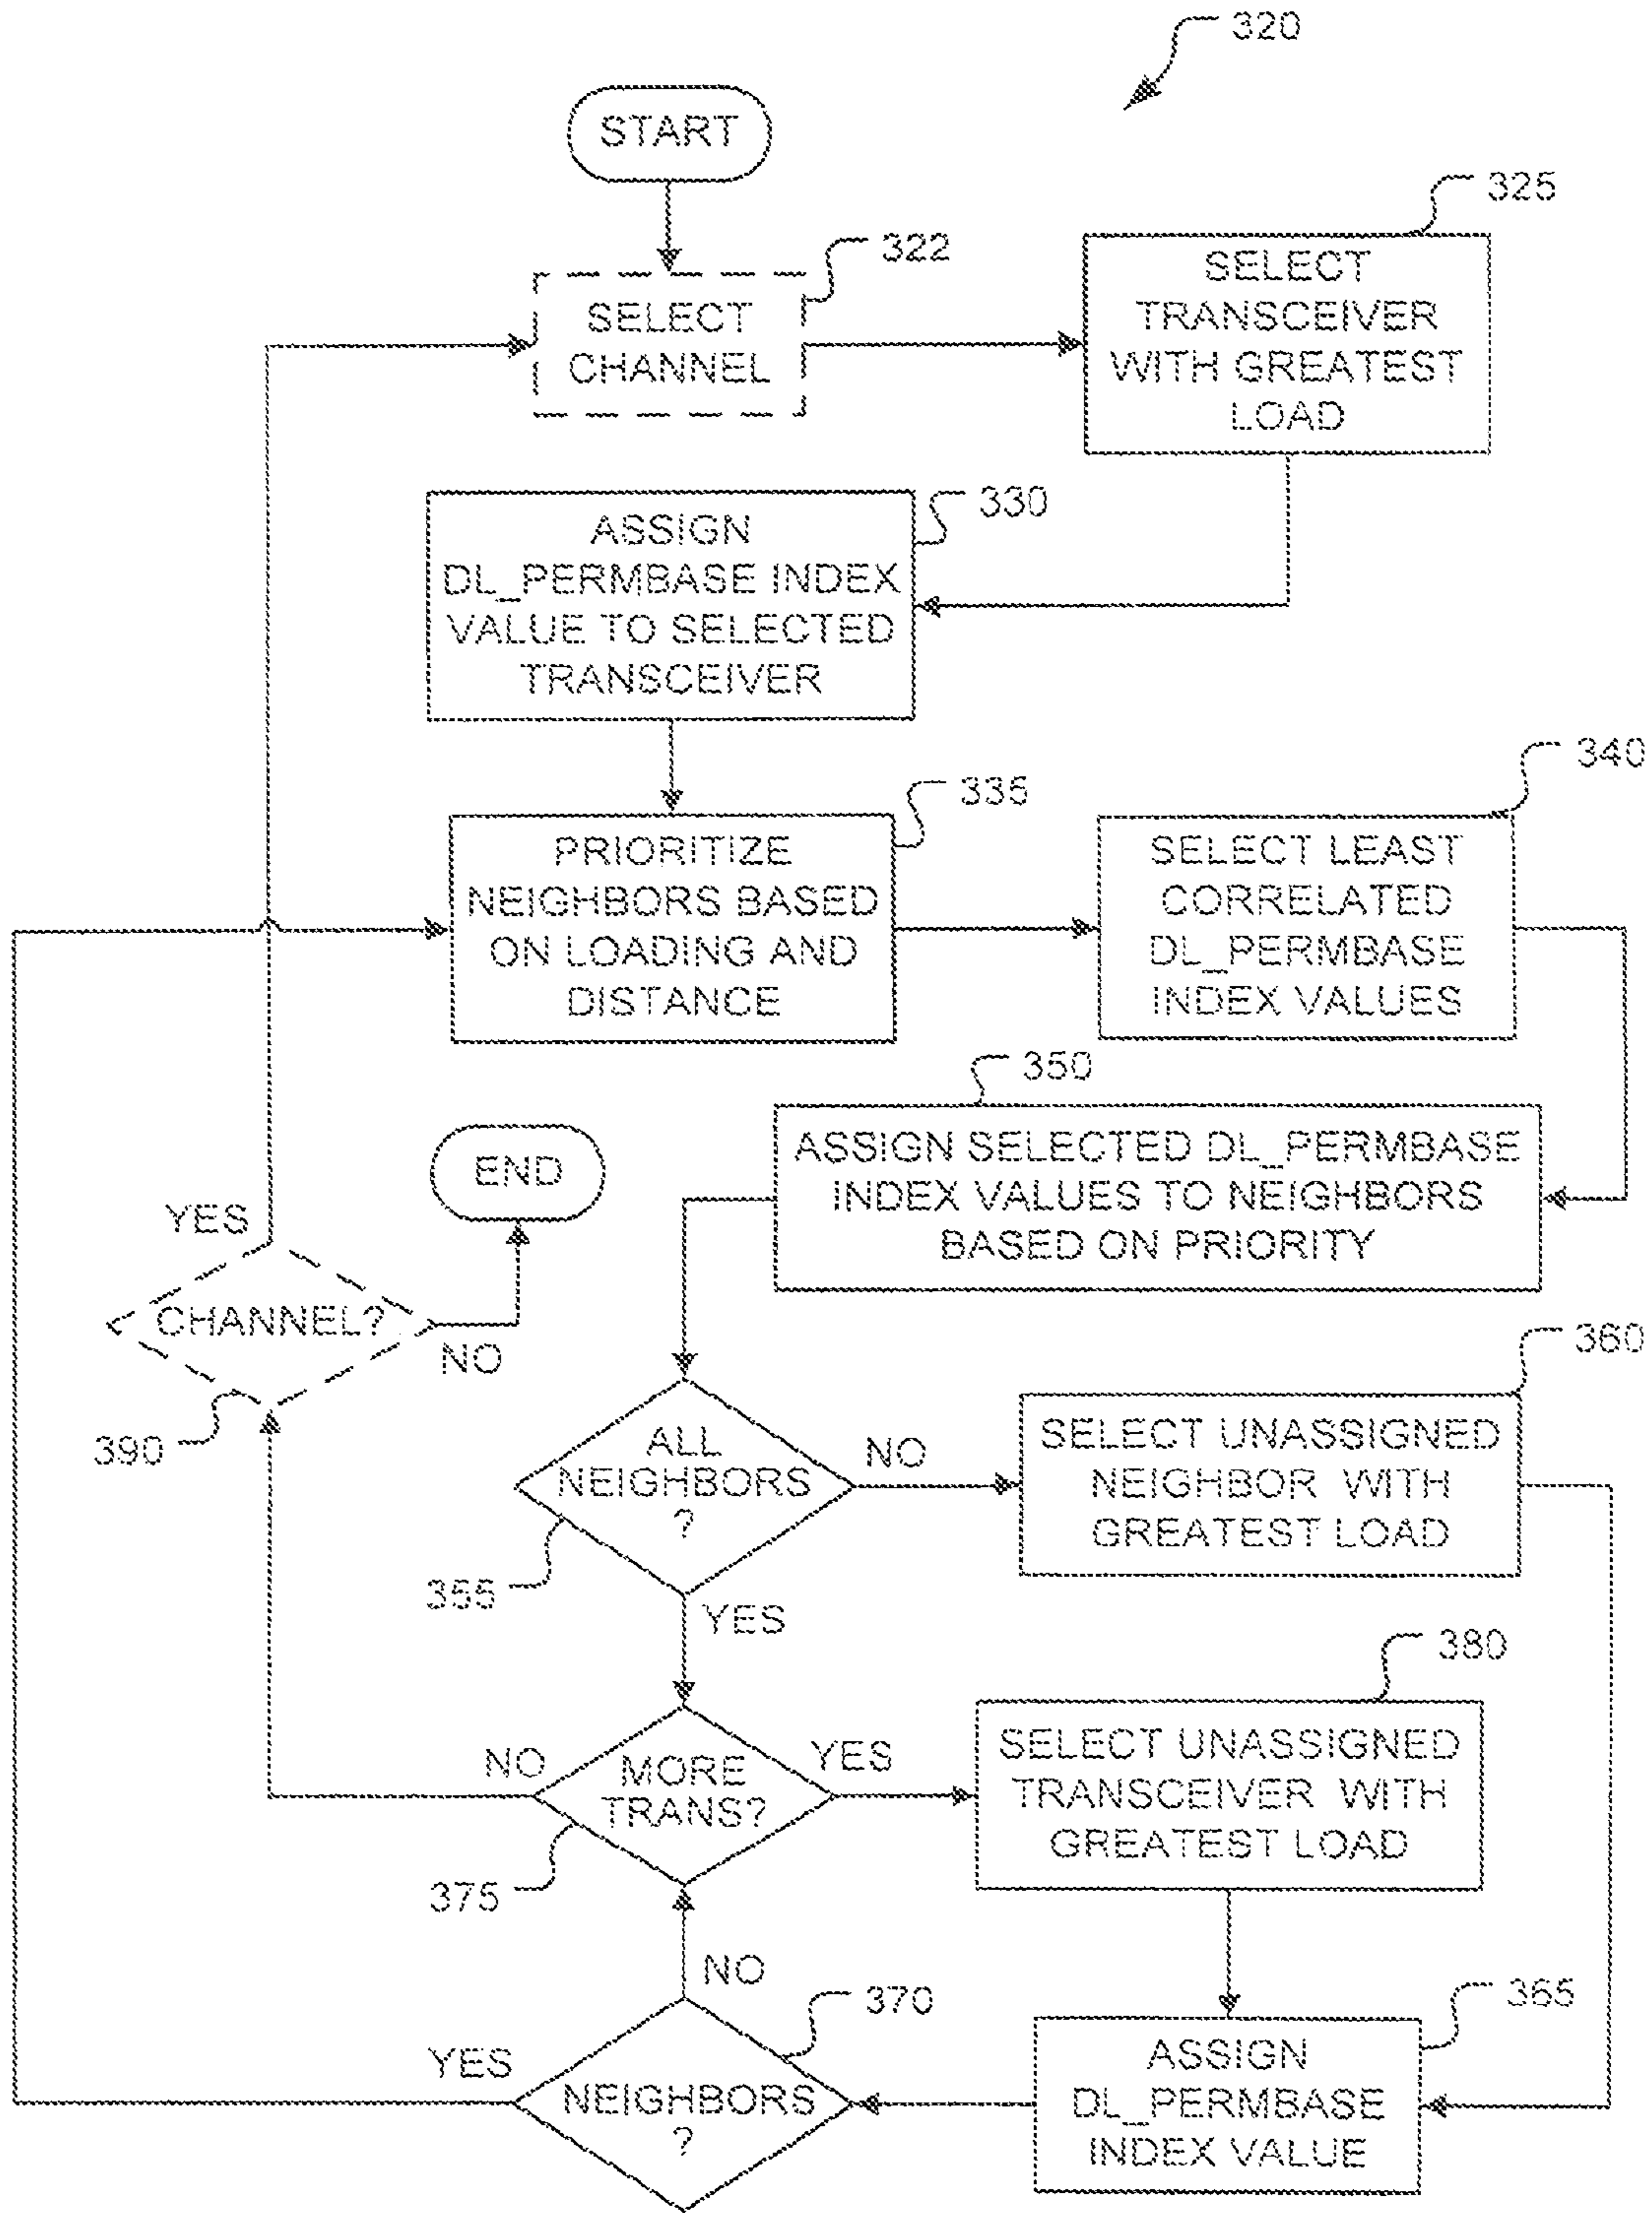 320
START
325
322
SELECT
CHANNEL
SELECT
TRANSCEIVER
WITH GREATEST
LOAD
330
ASSIGN
DL_PERMBASE INDEX
VALUE TO SELECTED
TRANSCEIVER
340
335
PRIORITIZE
NEIGHBORS BASED
ON LOADING AND
DISTANCE
SELECT LEAST
CORRELATED
DL_PERMBASE
INDEX VALUES
350
ASSIGN SELECTED DL_PERMBASE
INDEX VALUES TO NEIGHBORS
BASED ON PRIORITY
END
YES
CHANNEL?
NO
390
360
ALL
NEIGHBORS
?
NO
SELECT UNASSIGNED
NEIGHBOR WITH
GREATEST LOAD
355
YES
380
NO
MORE
TRANS?
YES
SELECT UNASSIGNED
TRANSCEIVER WITH
GREATEST LOAD
375
NO
370
365
YES
NEIGHBORS
?
ASSIGN
DL_PERMBASE
INDEX VALUE